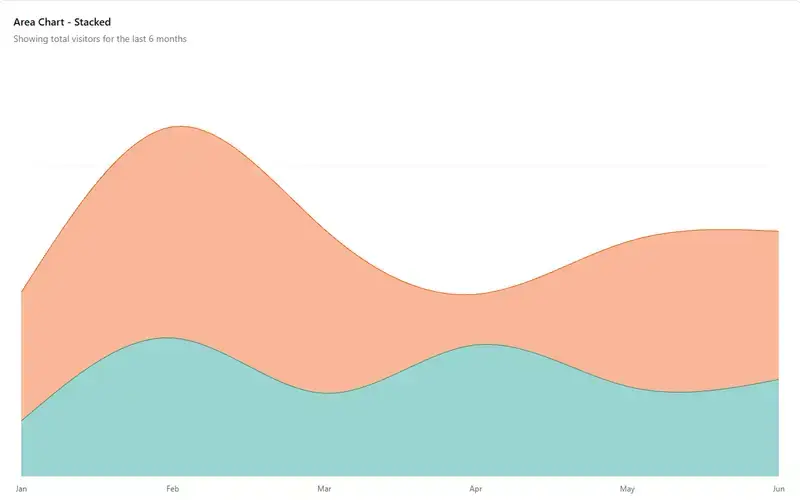 Area Chart - Stacked
Showing total visitors for the last 6 months
Jan Feb Mar Apr May Jun